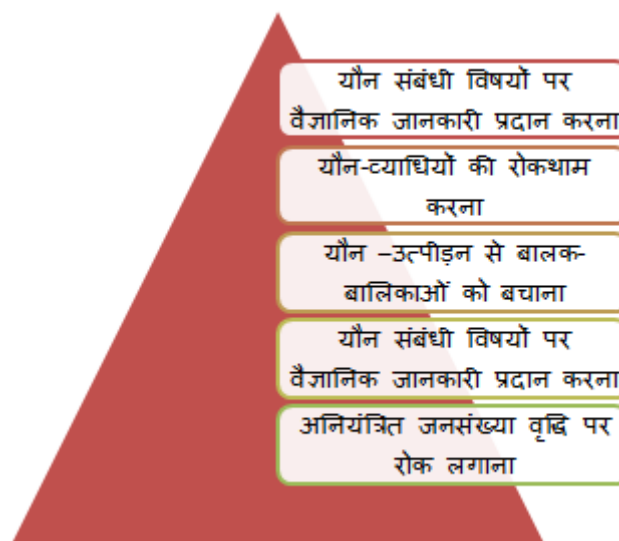 यौन संबंधी विषयों पर
वैज्ञानिक जानकारी प्रदान करना
यौन-व्याधियों की रोकथाम
करना
यौन –उत्पीड़न से बालक-
बालिकाओं को बचाना
यौन संबंधी विषयों पर
वैज्ञानिक जानकारी प्रदान करना
अनियंत्रित जनसंख्या वृद्धि पर
रोक लगाना